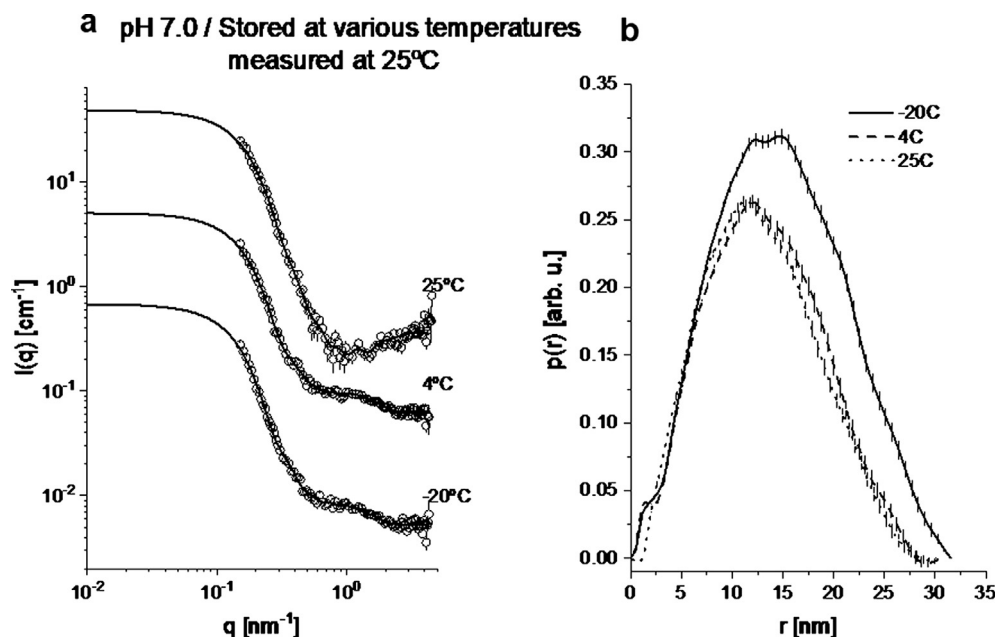 a pH 7.0 / Stored at various temperatures
measured at 25ºC
b
I(q) [cm⁻¹]
10¹
10⁰
10⁻¹
10⁻²
25ºC
4ºC
-20ºC
10⁻² 10⁻¹ 10⁰
q [nm⁻¹]
p(r) [arb. u.]
0.35
0.30
0.25
0.20
0.15
0.10
0.05
0.00
-20C
4C
25C
0 5 10 15 20 25 30 35
r [nm]